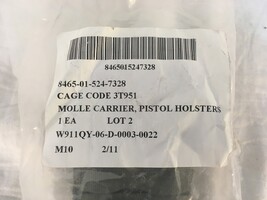 8465015247328
8465-01-524-7328
CAGE CODE 3T951
MOLLE CARRIER, PISTOL HOLSTERS
1 EA LOT 2
W911QY-06-D-0003-0022
M10 2/11